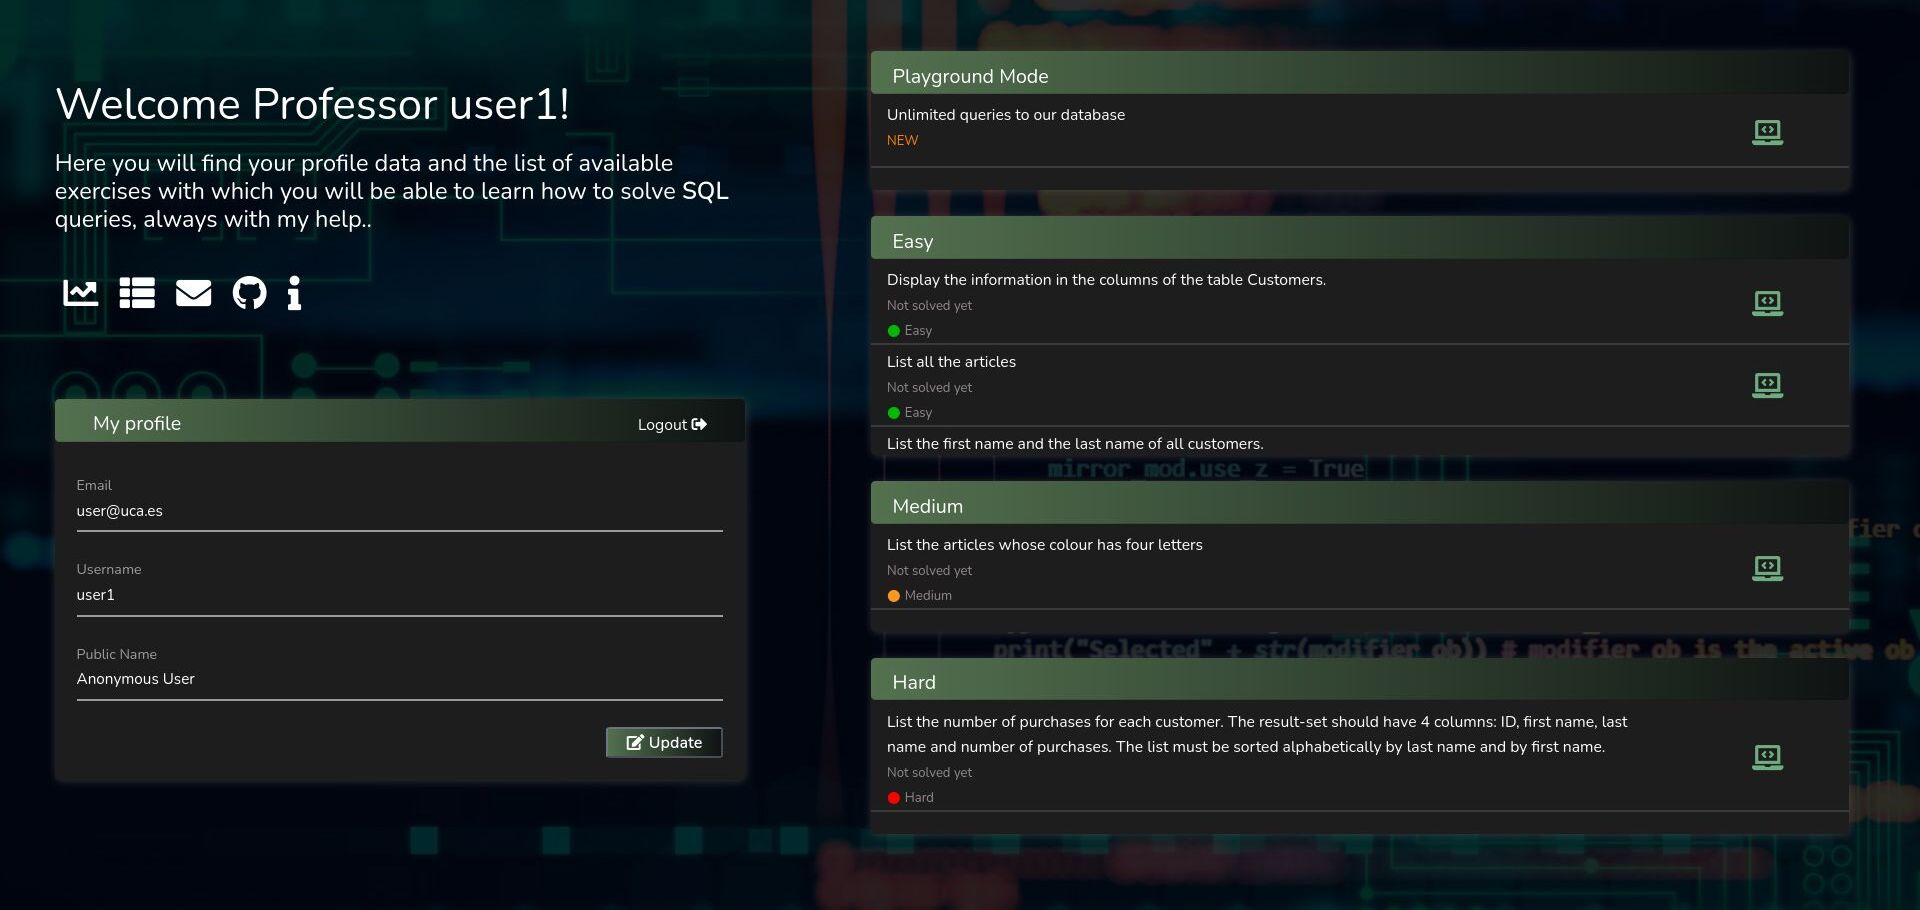 Welcome Professor user1!
Here you will find your profile data and the list of available
exercises with which you will be able to learn how to solve SQL
queries, always with my help..
My profile
Logout
Email
user@uca.es
Username
user1
Public Name
Anonymous User
Update
Playground Mode
Unlimited queries to our database
NEW
Easy
Display the information in the columns of the table Customers.
Not solved yet
Easy
List all the articles
Not solved yet
Easy
List the first name and the last name of all customers.
mirror_mod.use_z = True
Medium
List the articles whose colour has four letters
Not solved yet
Medium
print("Selected" + str(modifier_ob)) # modifier ob is the active ob
Hard
List the number of purchases for each customer. The result-set should have 4 columns: ID, first name, last
name and number of purchases. The list must be sorted alphabetically by last name and by first name.
Not solved yet
Hard